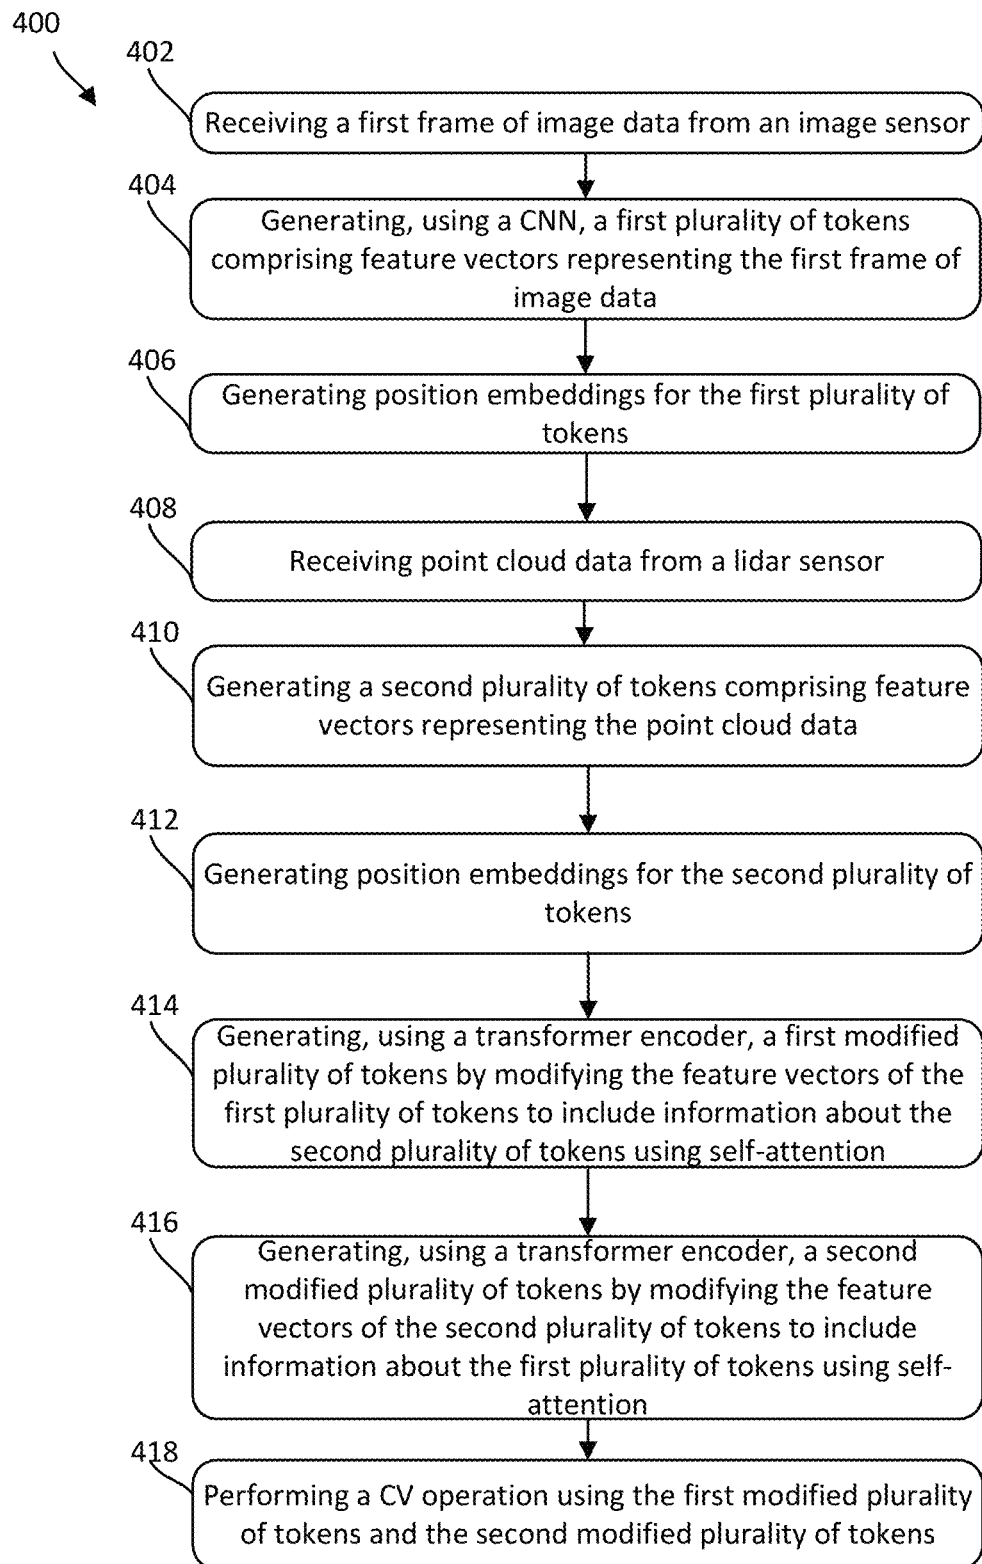 400
402
Receiving a first frame of image data from an image sensor
404
Generating, using a CNN, a first plurality of tokens
comprising feature vectors representing the first frame of
image data
406
Generating position embeddings for the first plurality of
tokens
408
Receiving point cloud data from a lidar sensor
410
Generating a second plurality of tokens comprising feature
vectors representing the point cloud data
412
Generating position embeddings for the second plurality of
tokens
414
Generating, using a transformer encoder, a first modified
plurality of tokens by modifying the feature vectors of the
first plurality of tokens to include information about the
second plurality of tokens using self-attention
416
Generating, using a transformer encoder, a second
modified plurality of tokens by modifying the feature
vectors of the second plurality of tokens to include
information about the first plurality of tokens using self-
attention
418
Performing a CV operation using the first modified plurality
of tokens and the second modified plurality of tokens